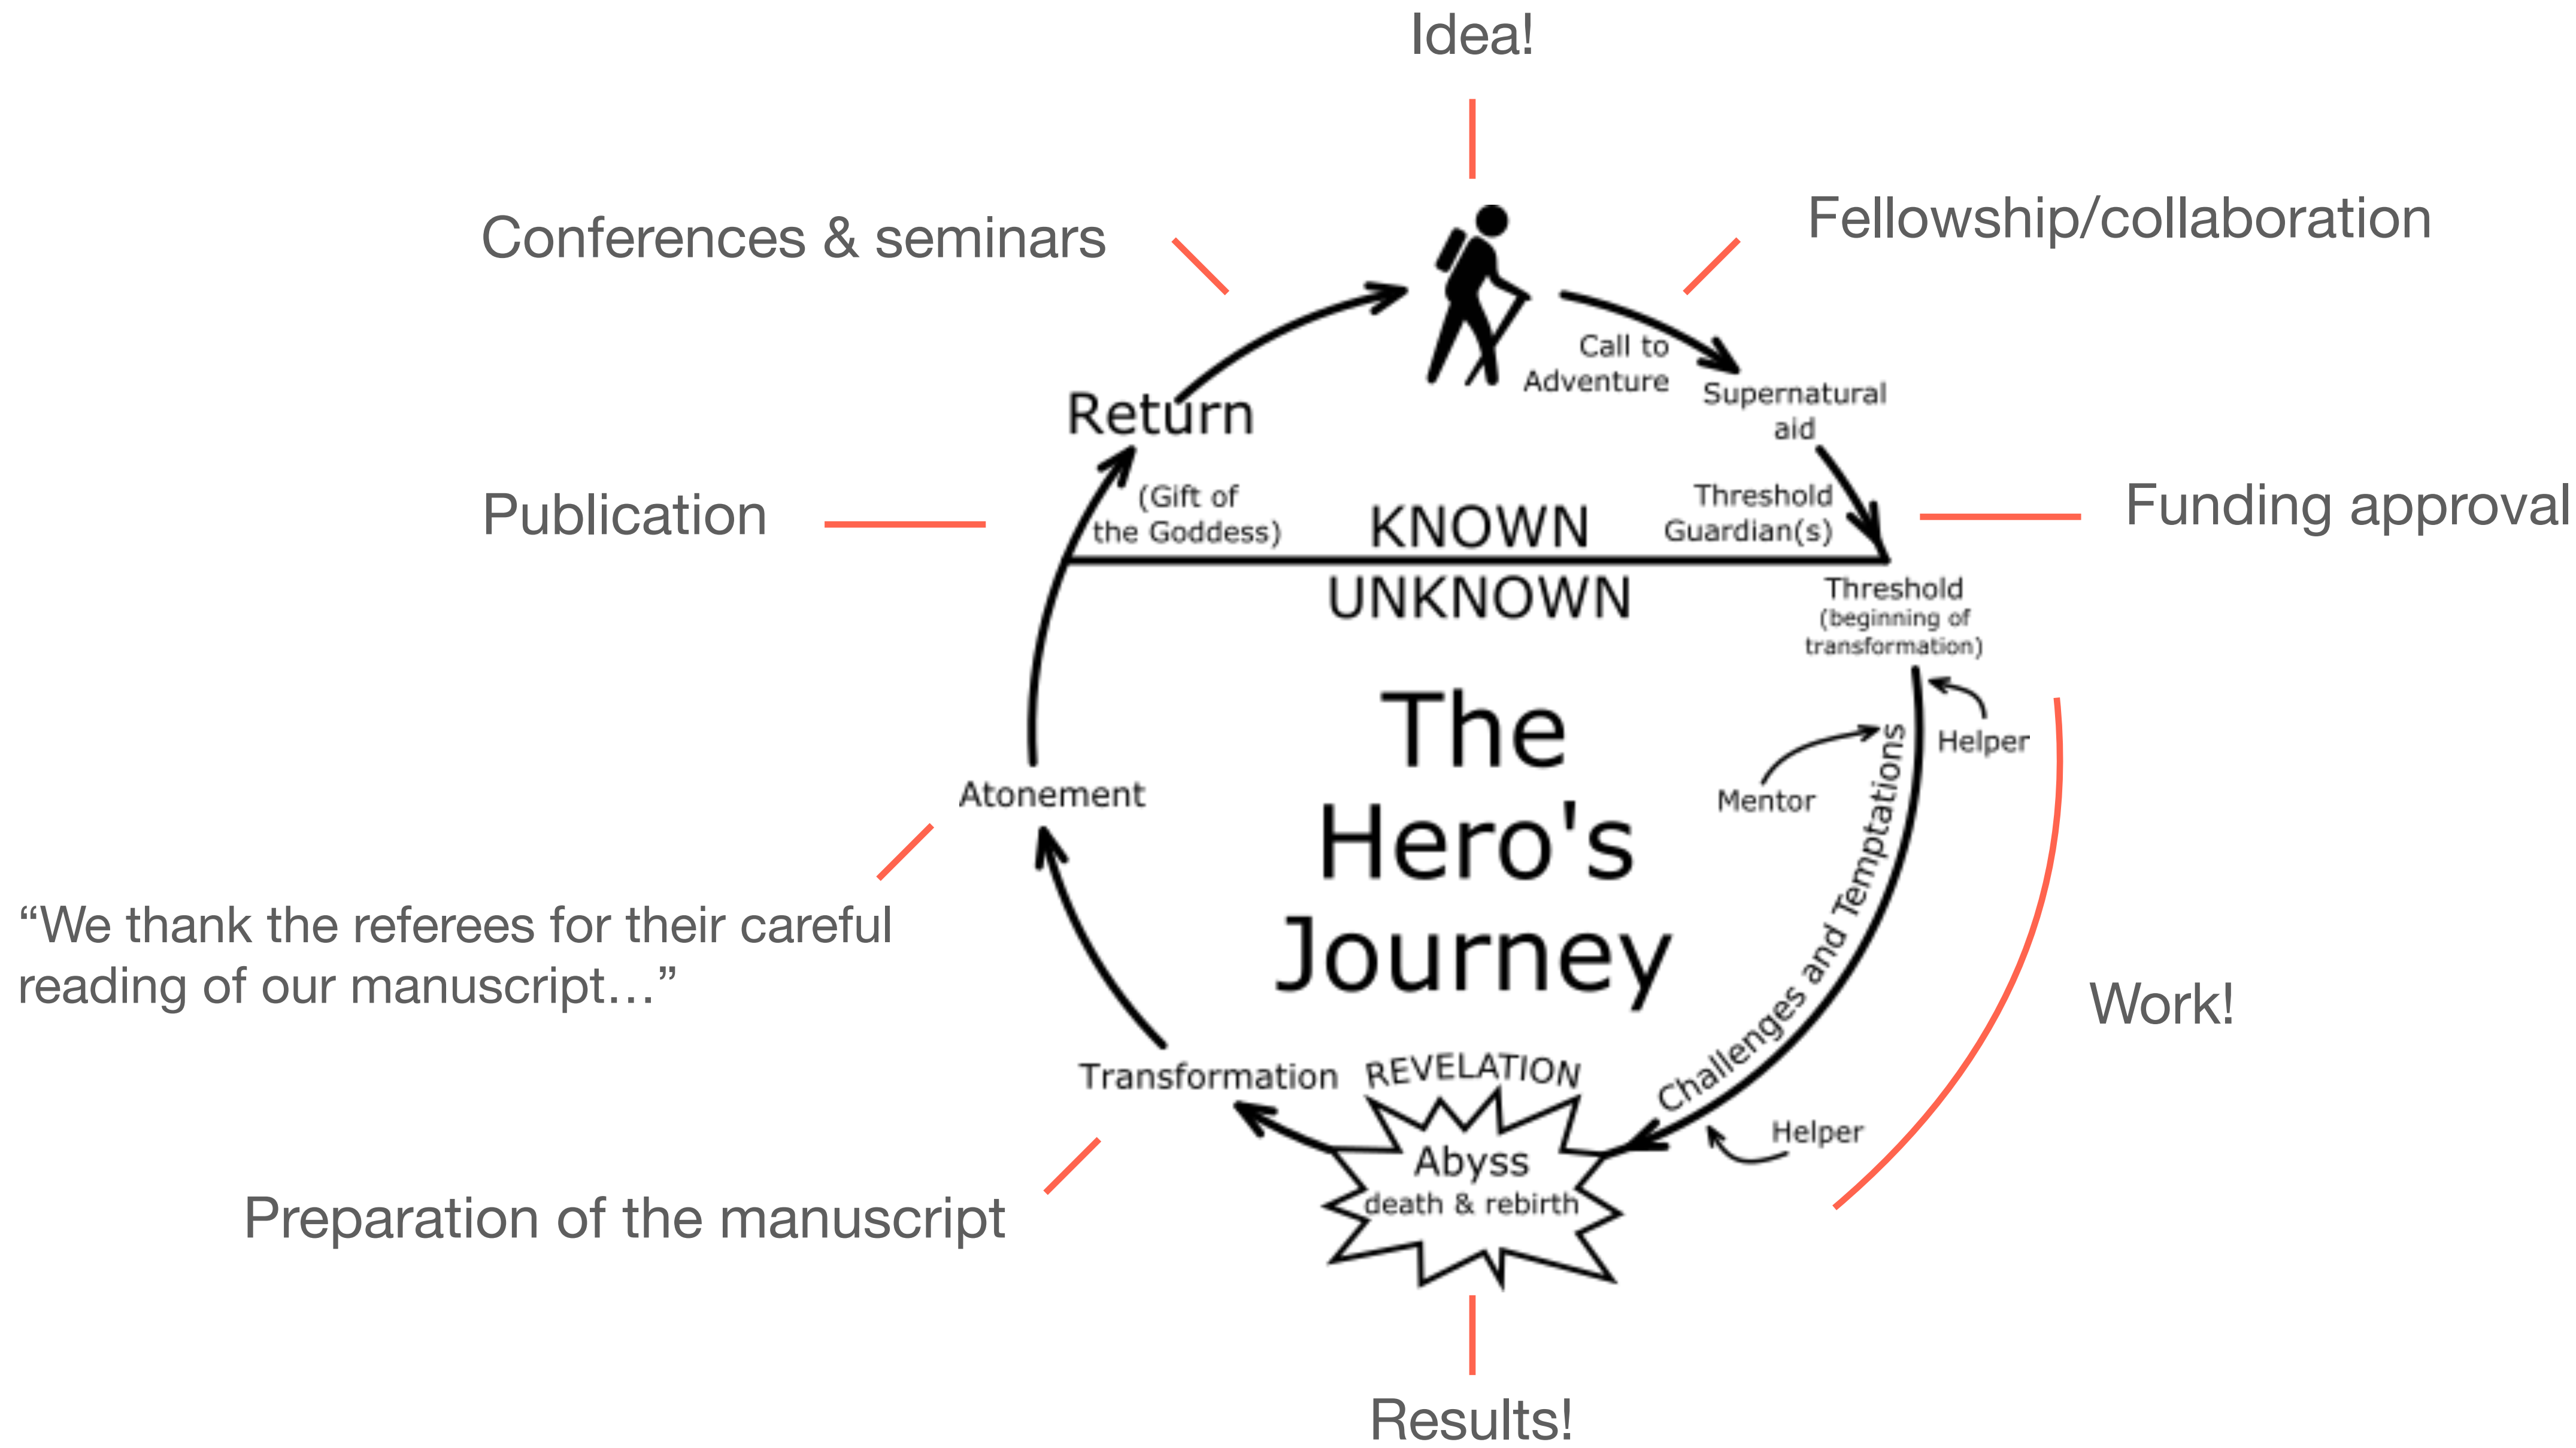 Idea!
Conferences & seminars
Fellowship/collaboration
Call to
Adventure
Supernatural
aid
Return
(Gift of
the Goddess)
Publication
KNOWN
Threshold
Guardian(s)
Funding approval
UNKNOWN
Threshold
(beginning of
transformation)
The
Hero's
Journey
Helper
Mentor
Challenges and Temptations
Atonement
“We thank the referees for their careful
reading of our manuscript…”
Work!
Transformation
REVELATION
Abyss
death & rebirth
Helper
Preparation of the manuscript
Results!